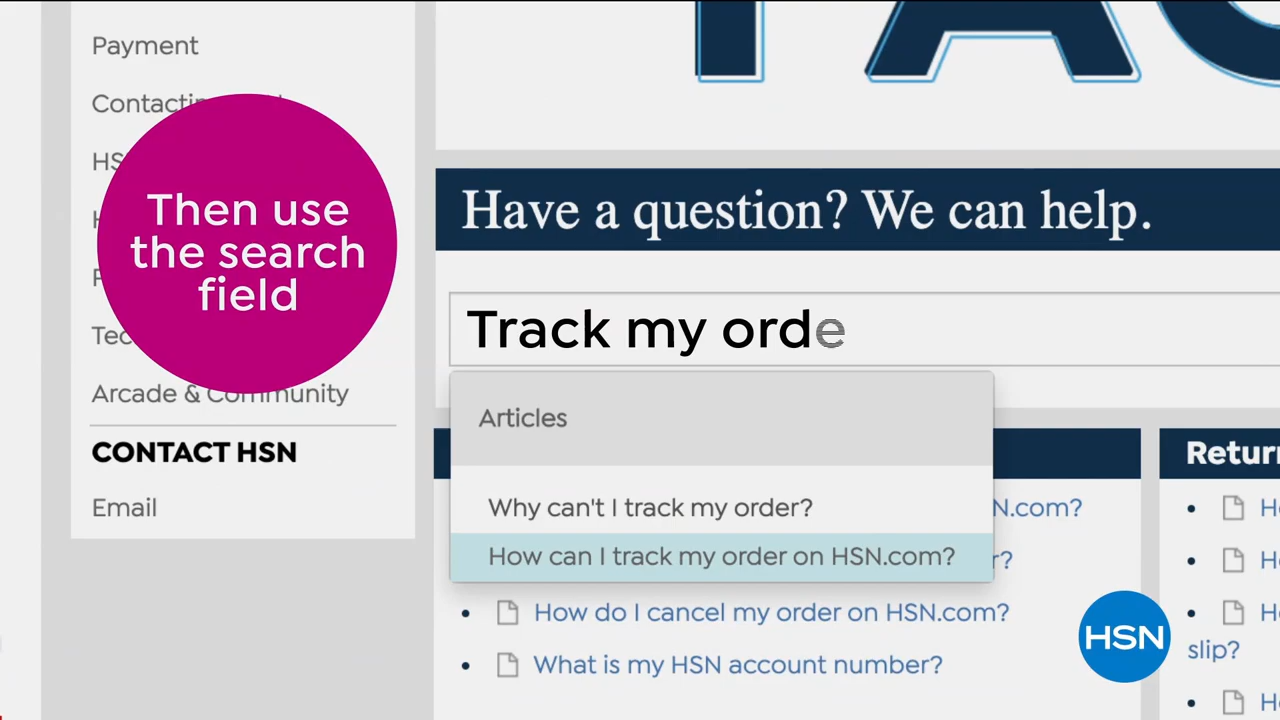 Payment
Then use
the search
field
Arcade & Community
CONTACT HSN
Email
Have a question? We can help.
Track my orde
Articles
Why can't I track my order?
How can I track my order on HSN.com?
How do I cancel my order on HSN.com?
What is my HSN account number?
slip?
HSN